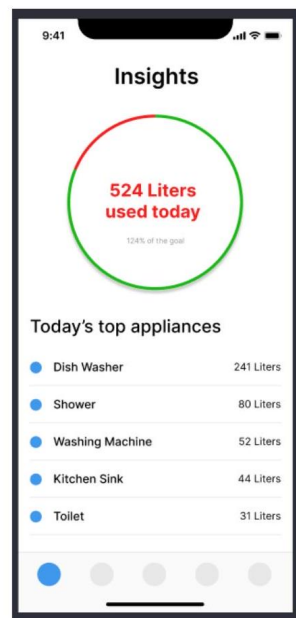 9:41
Insights
524 Liters
used today
124% of the goal
Today's top appliances
Dish Washer 241 Liters
Shower 80 Liters
Washing Machine 52 Liters
Kitchen Sink 44 Liters
Toilet 31 Liters